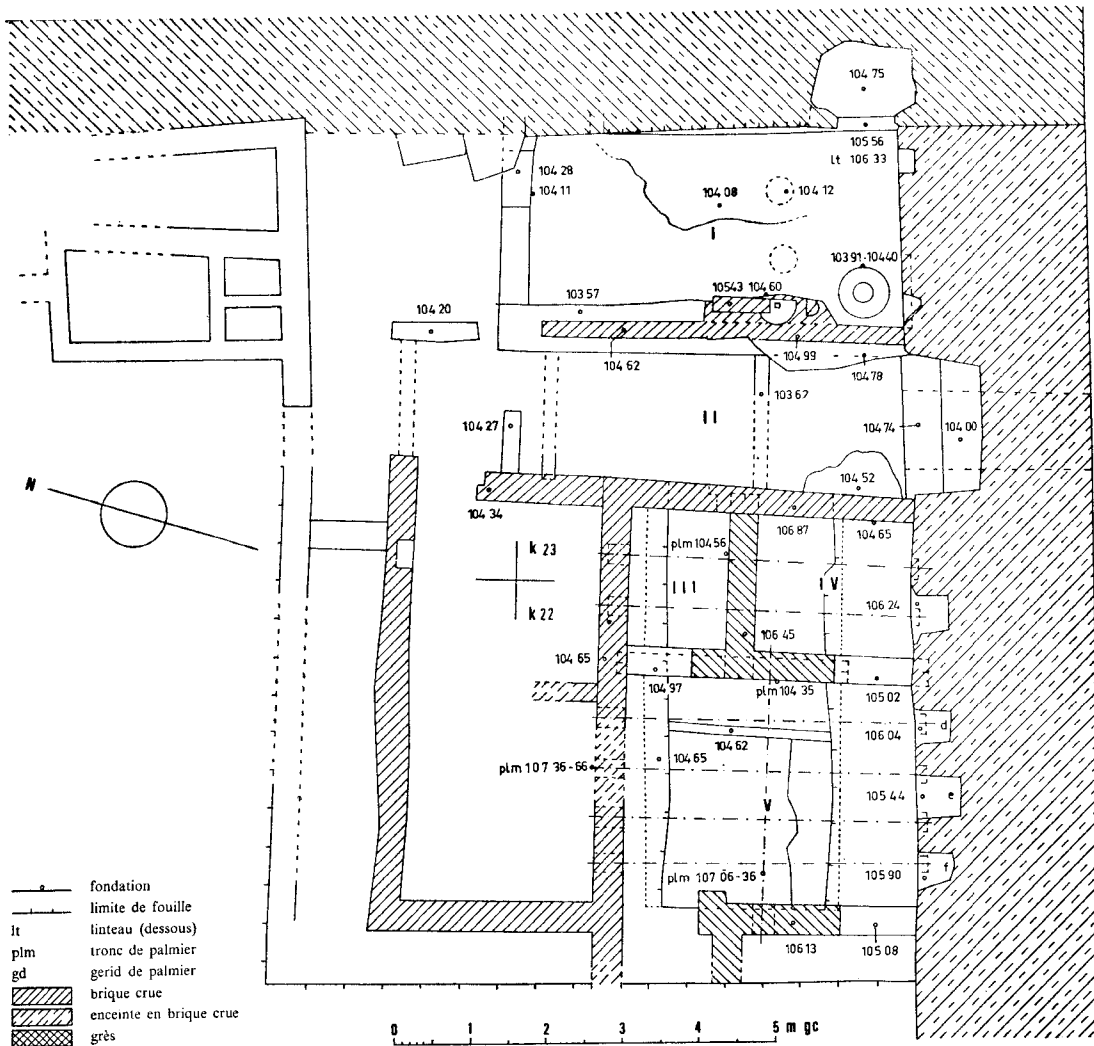 104 75
105 56
lt 106 33
104 28
104 11
104 08
104 12
I
103 91 - 104 40
104 60
105 43
103 57
104 20
104 62
104 99
104 78
103 67
II
104 27
104 74
104 00
104 52
N
104 34
106 87
104 65
plm 104 56
k 23
III
IV
k 22
106 24
106 45
104 65
104 97
plm 104 35
105 02
106 04
d
104 62
104 65
plm 107 36-66
105 44
e
V
plm 107 06-36
105 90
f
106 13
105 08
fondation
limite de fouille
lt linteau (dessous)
plm tronc de palmier
gd gerid de palmier
brique crue
enceinte en brique crue
grès
0 1 2 3 4 5 m gc